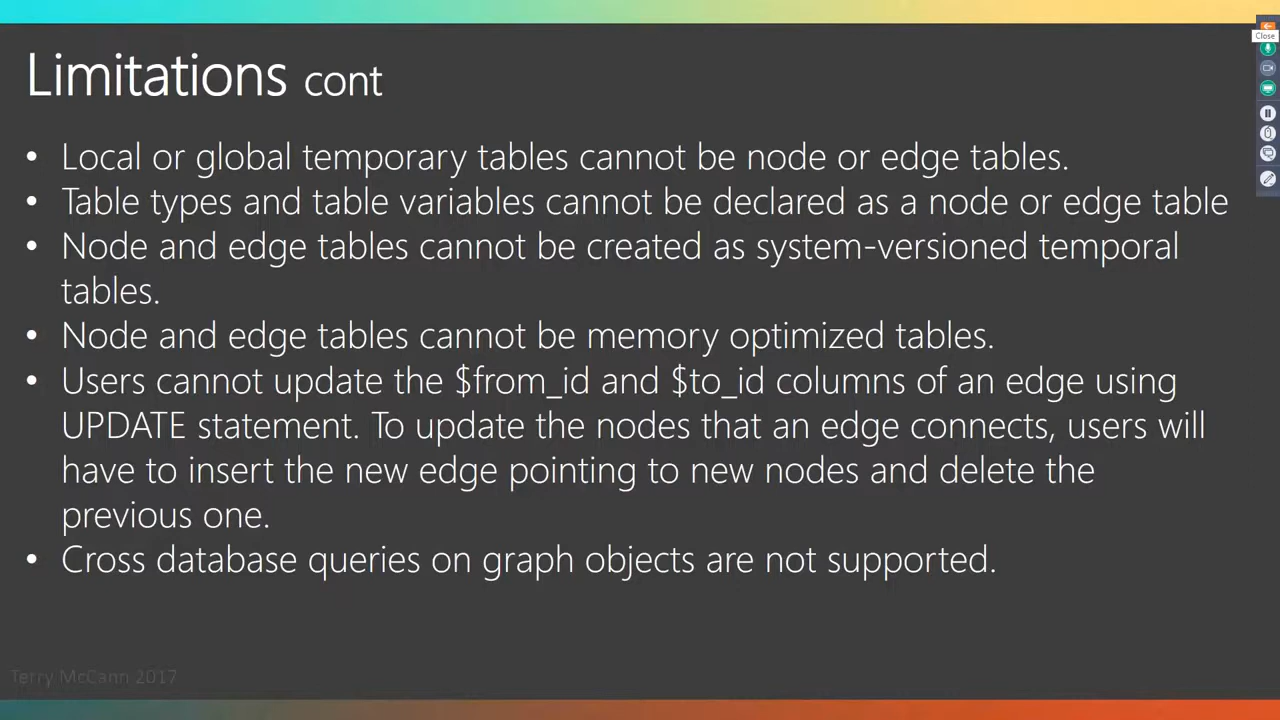 Close
Limitations cont
• Local or global temporary tables cannot be node or edge tables.
• Table types and table variables cannot be declared as a node or edge table
• Node and edge tables cannot be created as system-versioned temporal
tables.
• Node and edge tables cannot be memory optimized tables.
• Users cannot update the $from_id and $to_id columns of an edge using
UPDATE statement. To update the nodes that an edge connects, users will
have to insert the new edge pointing to new nodes and delete the
previous one.
• Cross database queries on graph objects are not supported.
Terry McCann 2017